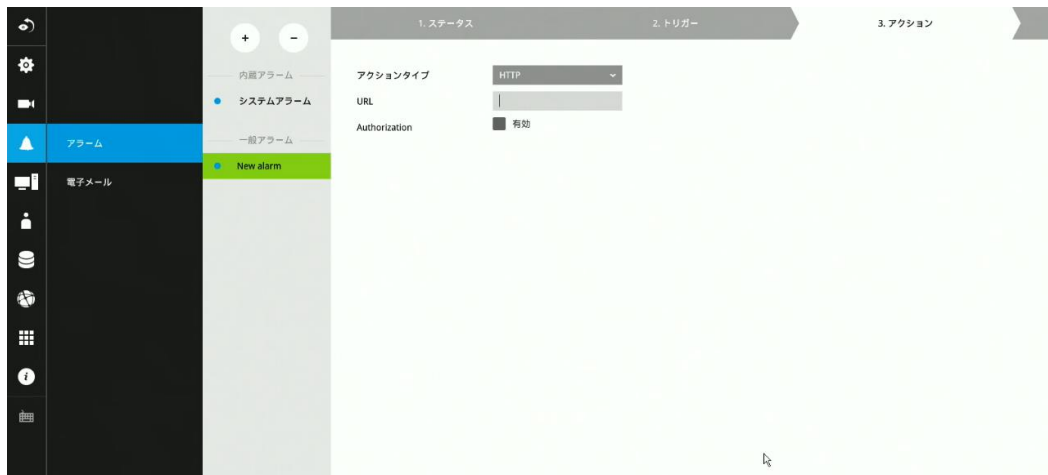 1. ステータス
2. トリガー
3. アクション
+
-
内蔵アラーム
システムアラーム
一般アラーム
New alarm
アラーム
電子メール
アクションタイプ
HTTP
URL
Authorization
有効